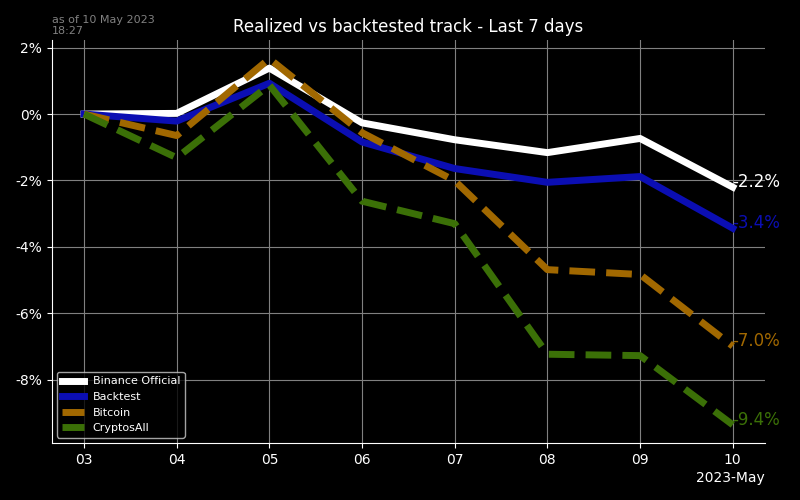 as of 10 May 2023
18:27
Realized vs backtested track - Last 7 days
2%
0%
-2%
-4%
-6%
-8%
-2.2%
-3.4%
-7.0%
-9.4%
Binance Official
Backtest
Bitcoin
CryptosAll
03 04 05 06 07 08 09 10
2023-May